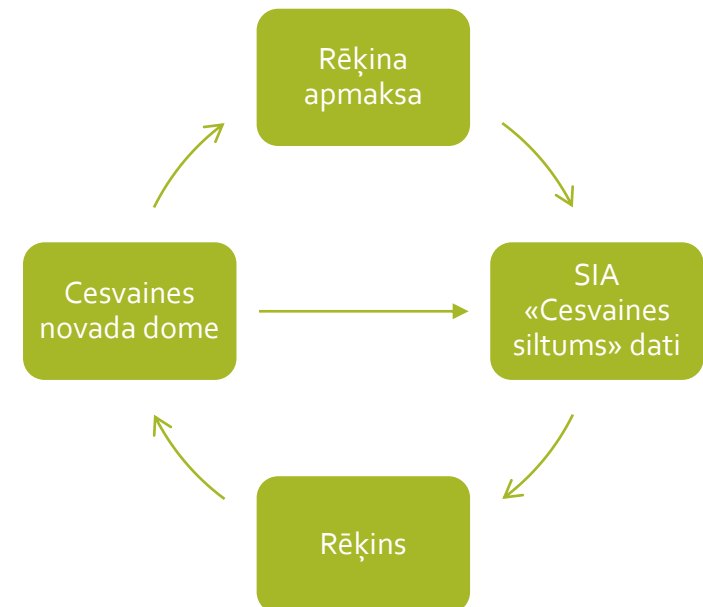 Rēķina
apmaksa
Cesvaines
novada dome
SIA
«Cesvaines
siltums» dati
Rēķins